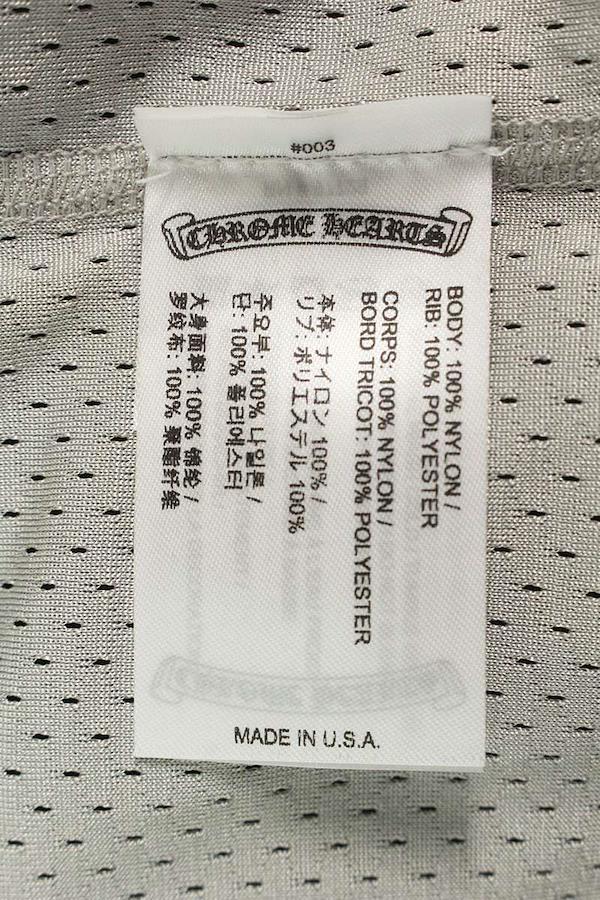 #003
CHROME HEARTS
BODY: 100% NYLON /
RIB: 100% POLYESTER
CORPS: 100% NYLON /
BORD TRICOT: 100% POLYESTER
本体: ナイロン 100% /
リブ: ポリエステル 100%
주요부: 100% 나일론 /
단: 100% 폴리에스터
大身面料: 100% 锦纶 /
罗纹布: 100% 聚酯纤维
MADE IN U.S.A.